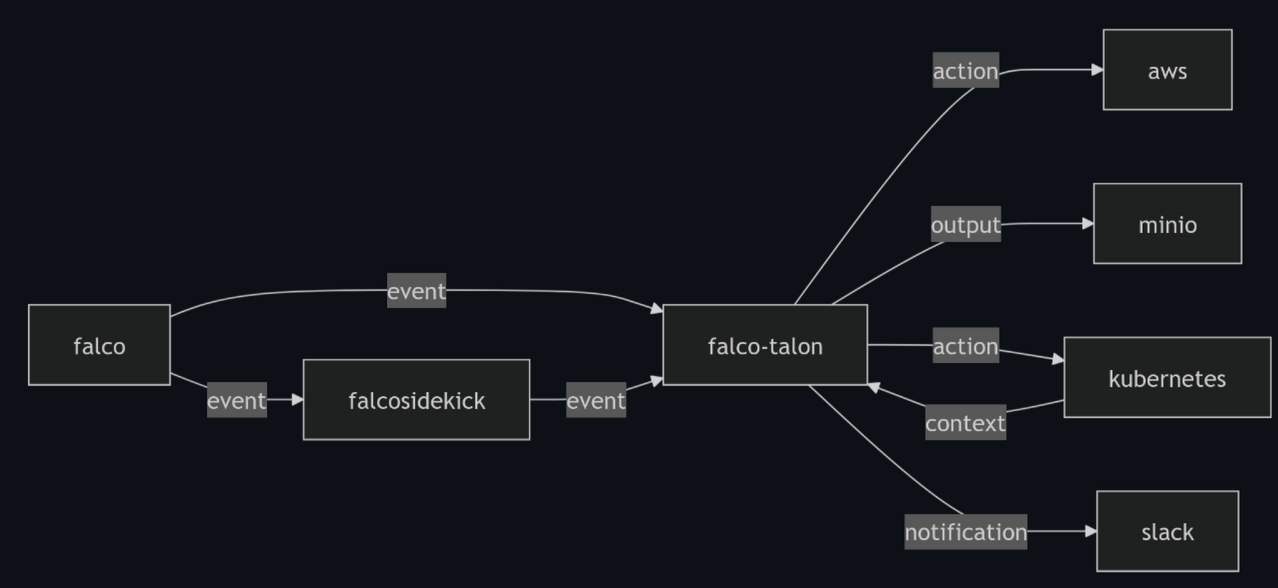 action
aws
output
minio
event
falco
falco-talon
action
kubernetes
event
falcosidekick
event
context
notification
slack